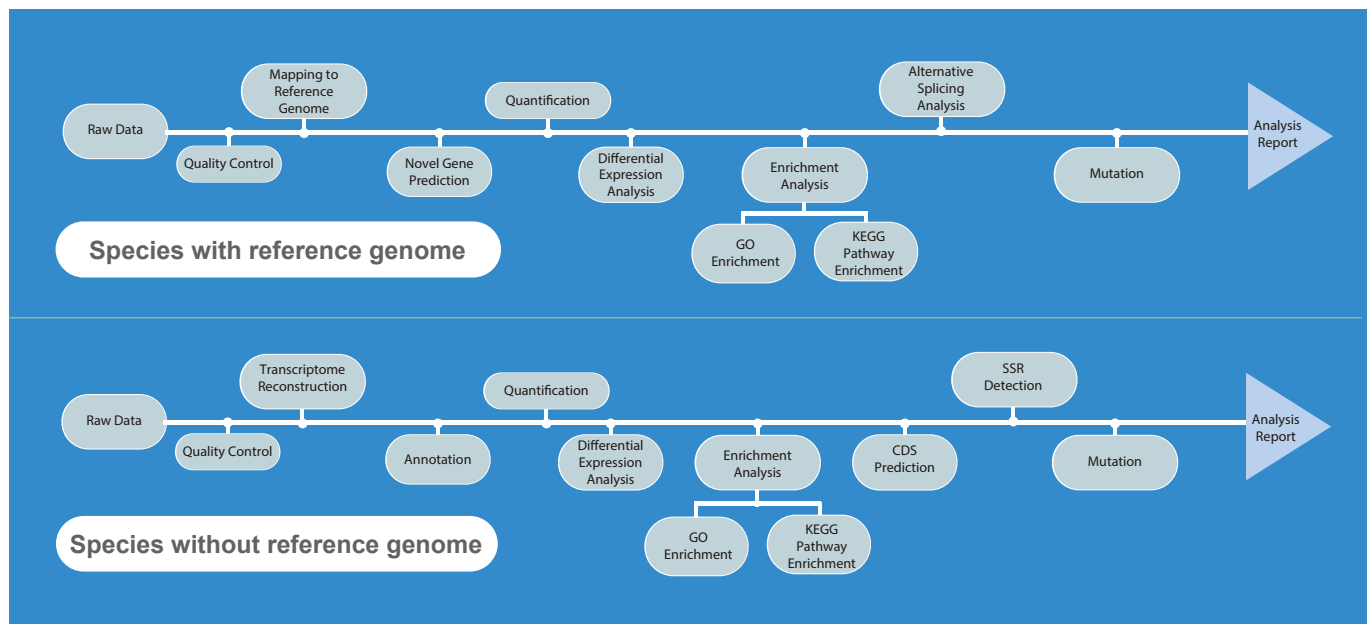 Raw Data
Quality Control
Mapping to
Reference
Genome
Novel Gene
Prediction
Quantification
Differential
Expression
Analysis
Enrichment
Analysis
GO
Enrichment
KEGG
Pathway
Enrichment
Alternative
Splicing
Analysis
Mutation
Analysis
Report
Species with reference genome
Raw Data
Quality Control
Transcriptome
Reconstruction
Annotation
Quantification
Differential
Expression
Analysis
Enrichment
Analysis
GO
Enrichment
KEGG
Pathway
Enrichment
CDS
Prediction
SSR
Detection
Mutation
Analysis
Report
Species without reference genome